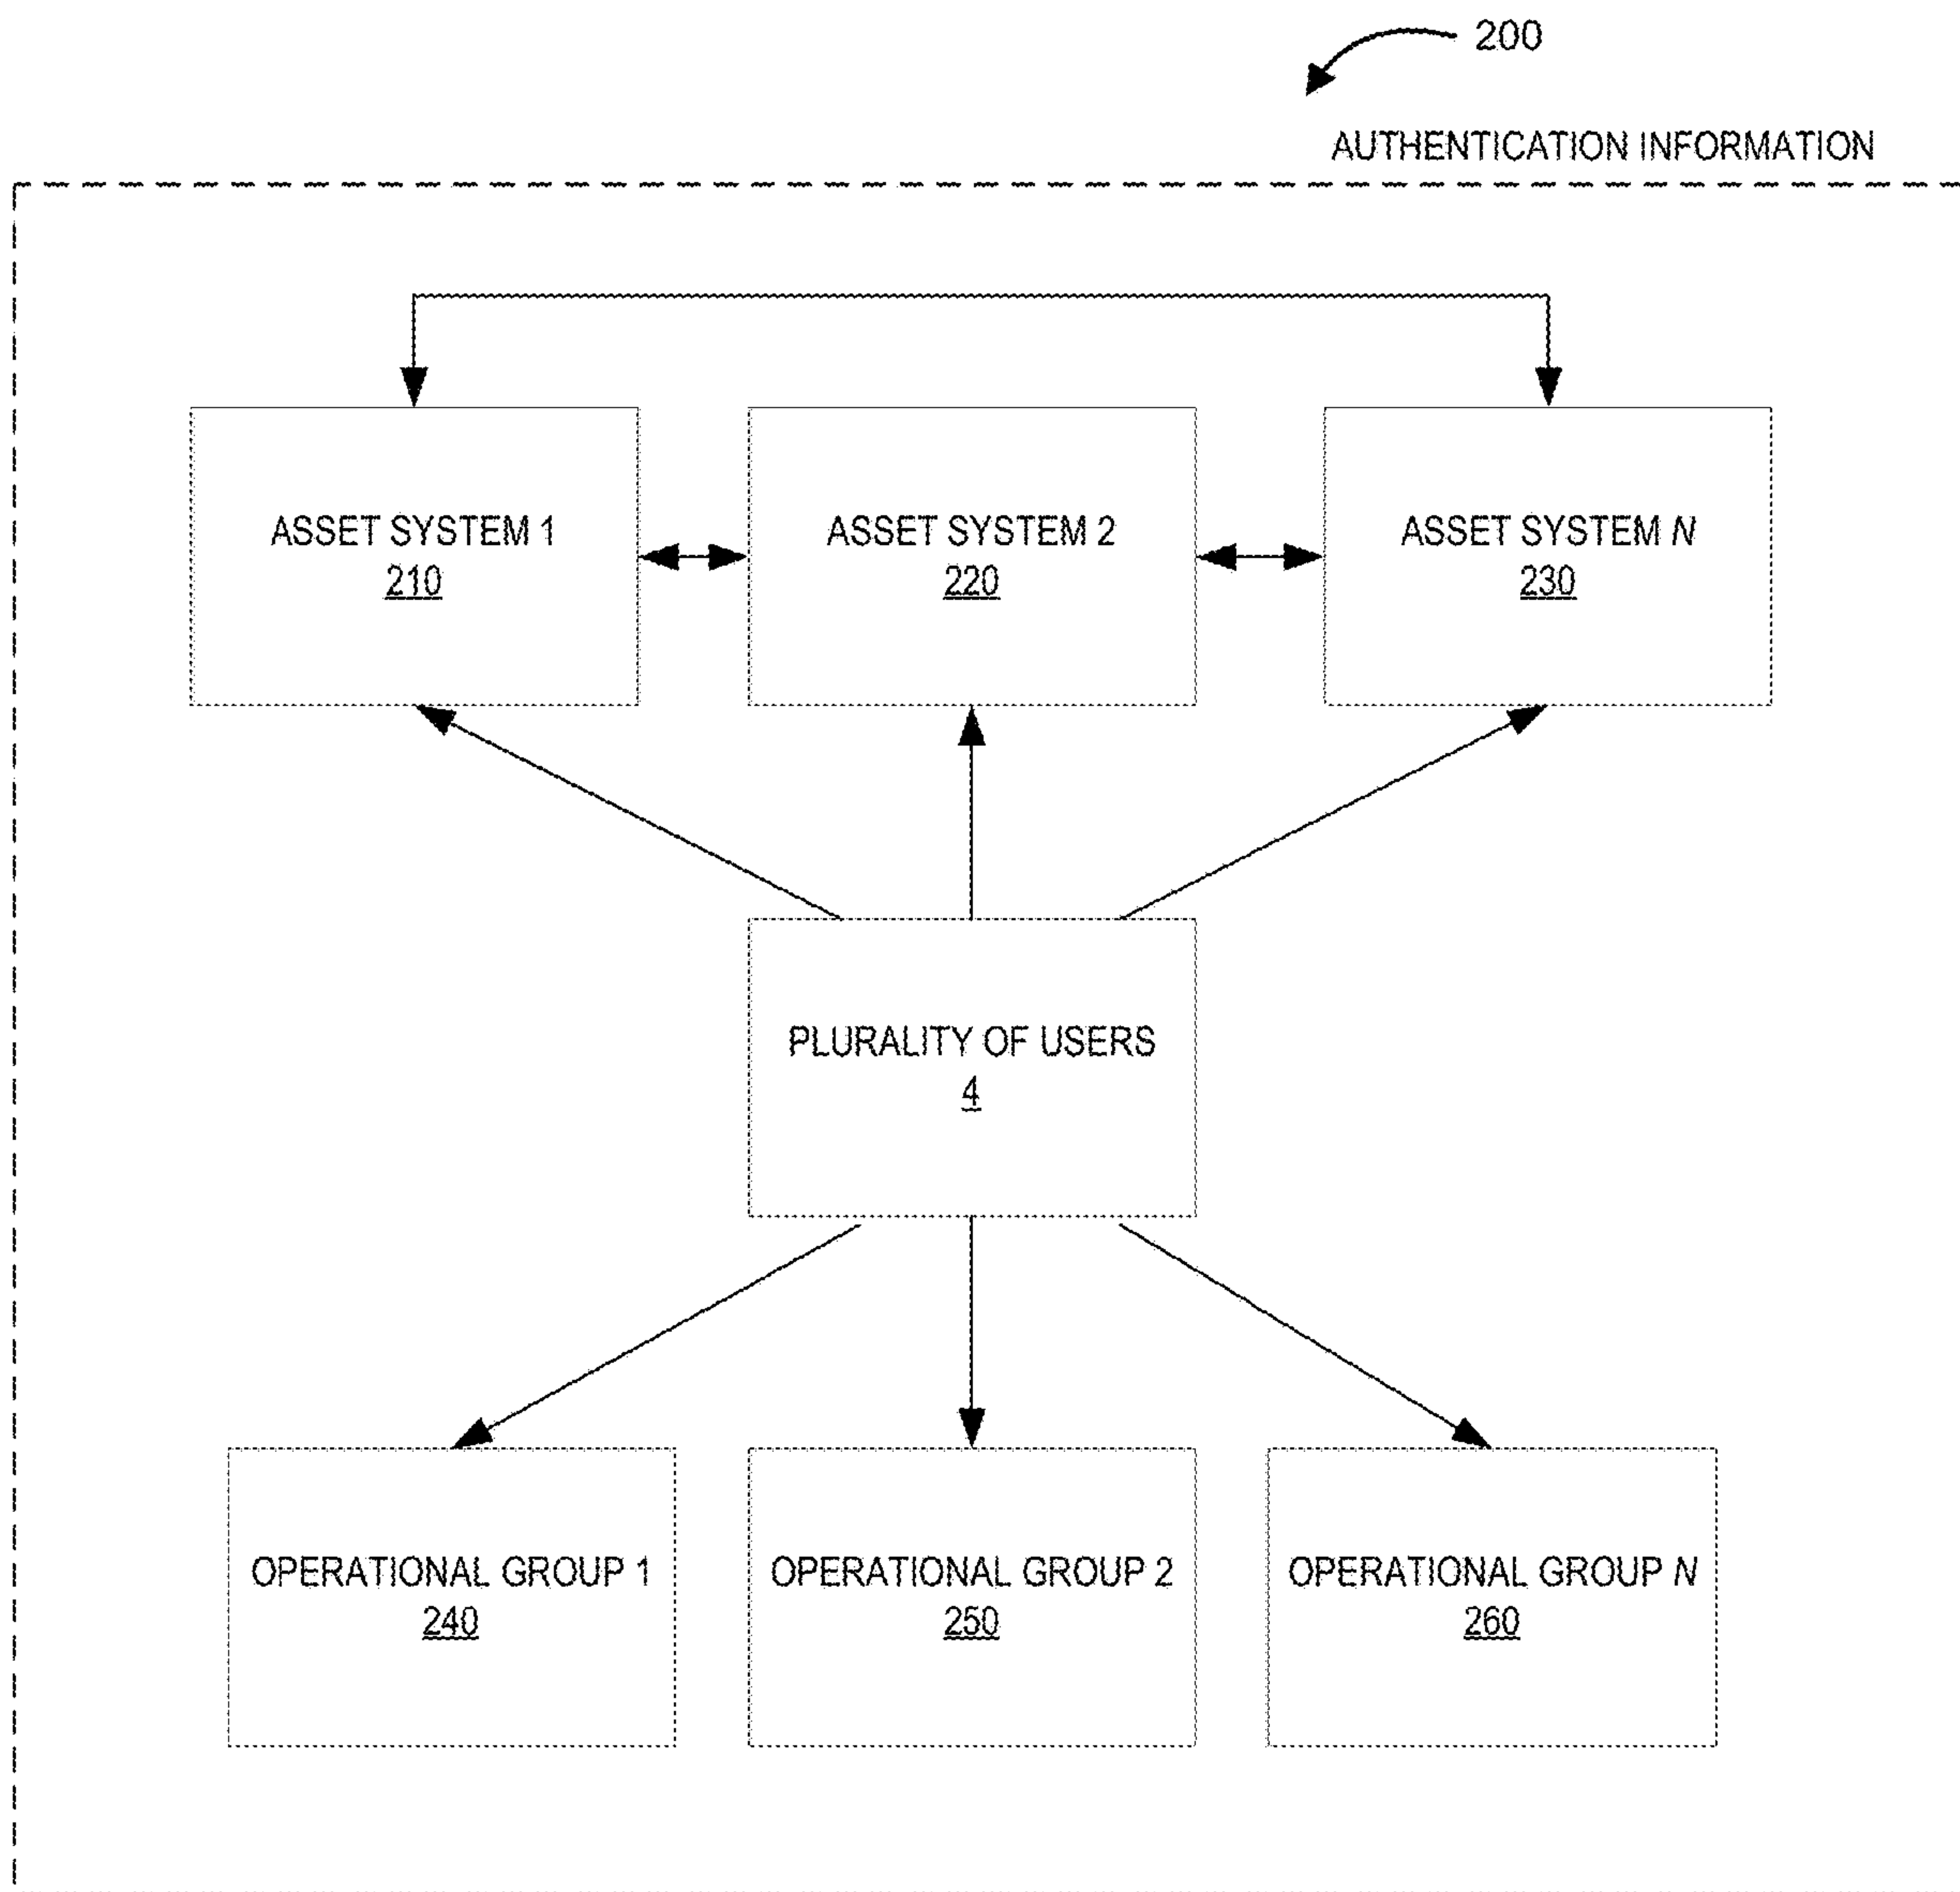 200
AUTHENTICATION INFORMATION
ASSET SYSTEM 1
210
ASSET SYSTEM 2
220
ASSET SYSTEM N
230
PLURALITY OF USERS
4
OPERATIONAL GROUP 1
240
OPERATIONAL GROUP 2
250
OPERATIONAL GROUP N
260